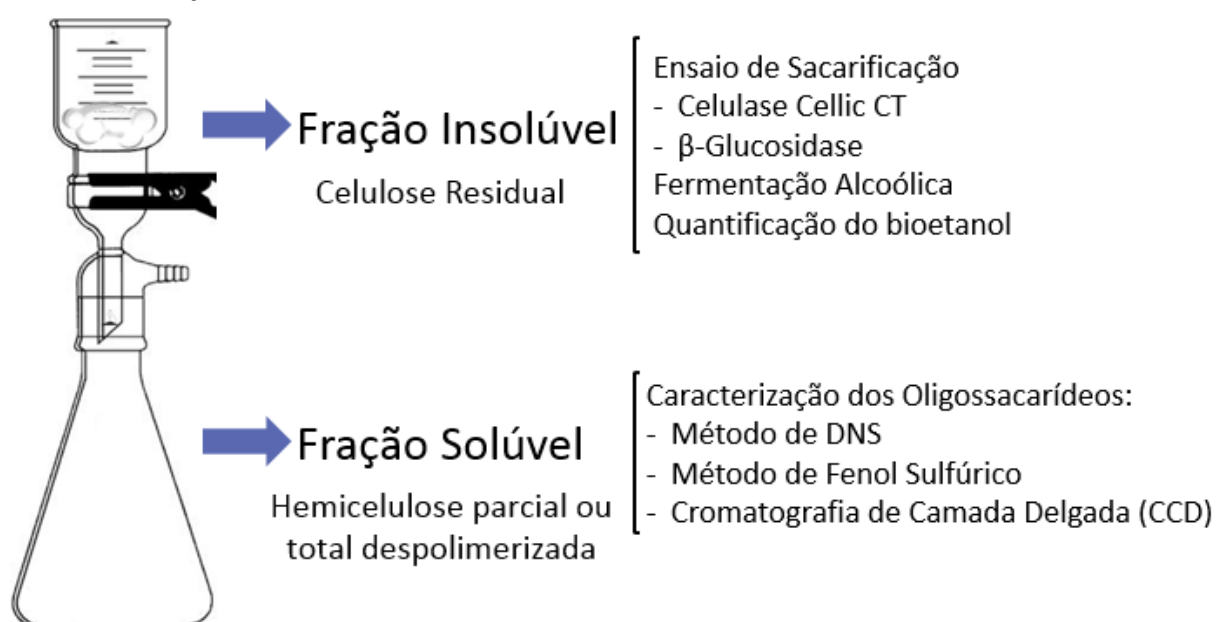 Fração Insolúvel
Celulose Residual
Ensaio de Sacarificação
- Celulase Cellic CT
- β-Glucosidase
Fermentação Alcoólica
Quantificação do bioetanol
Fração Solúvel
Hemicelulose parcial ou
total despolimerizada
Caracterização dos Oligossacarídeos:
- Método de DNS
- Método de Fenol Sulfúrico
- Cromatografia de Camada Delgada (CCD)